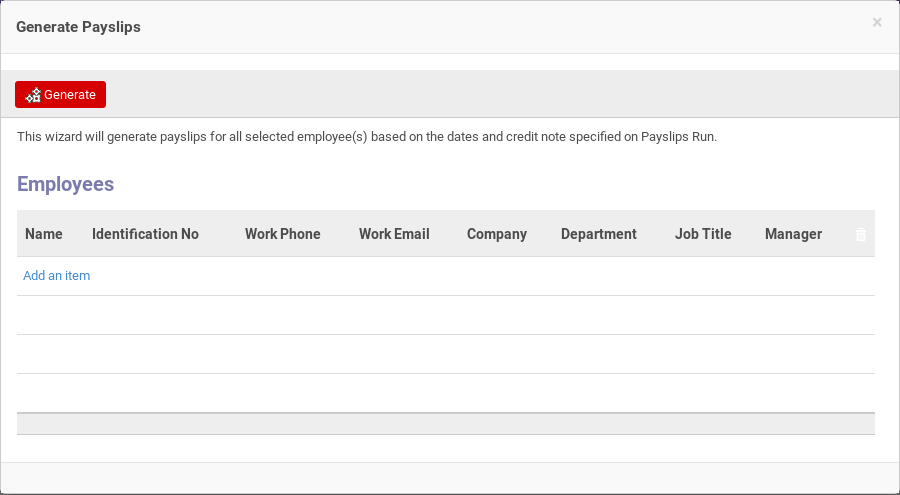 Generate Payslips
×
Generate
This wizard will generate payslips for all selected employee(s) based on the dates and credit note specified on Payslips Run.
Employees
Name Identification No Work Phone Work Email Company Department Job Title Manager
Add an item